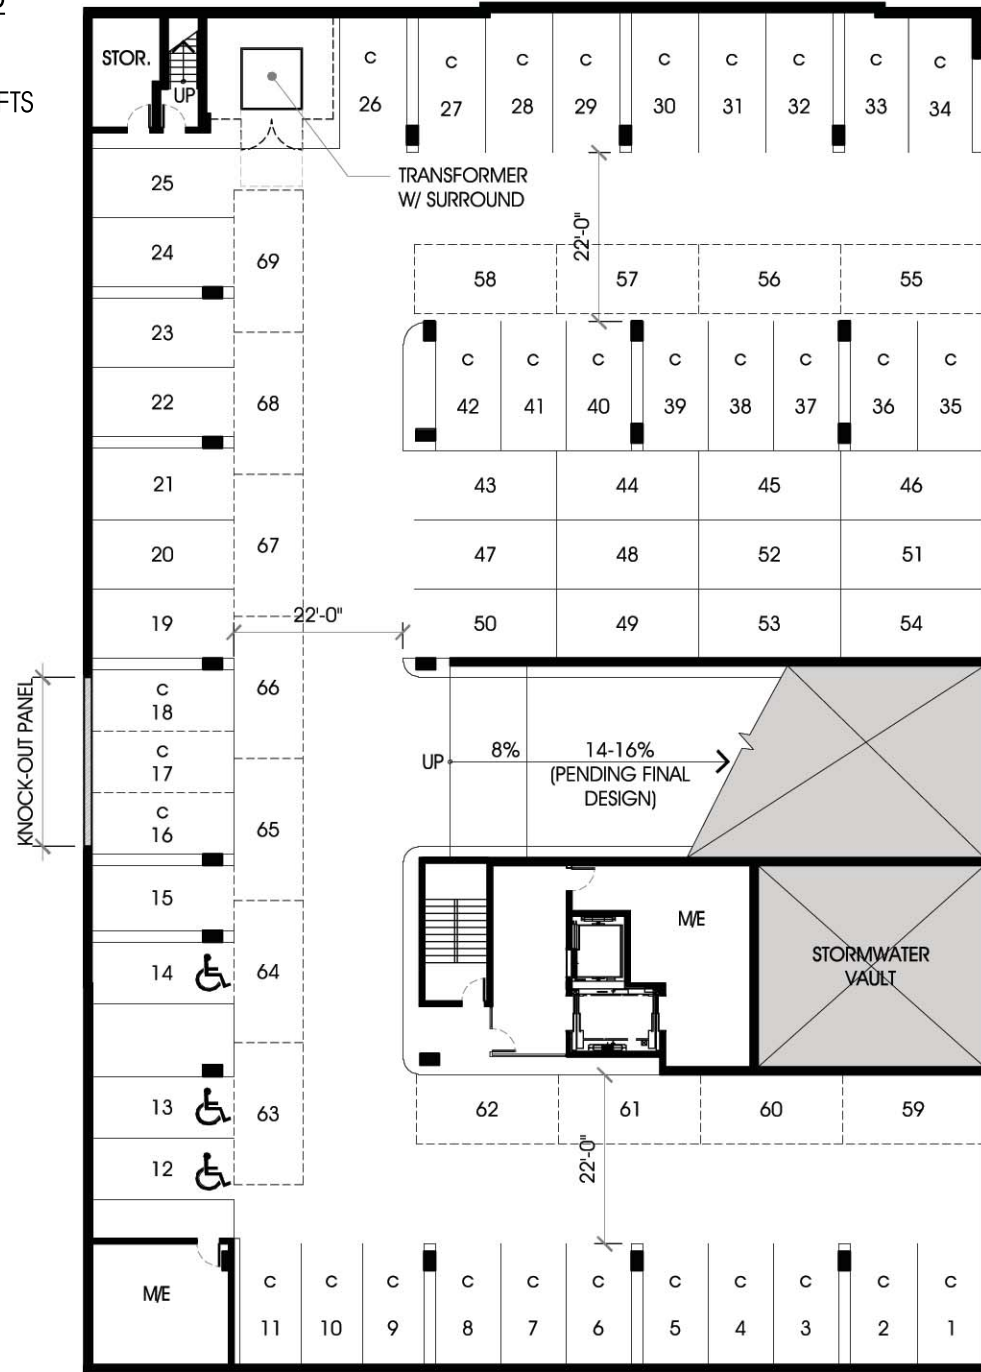 FTS
STOR.
UP
C
26
C
27
C
28
C
29
C
30
C
31
C
32
C
33
C
34
TRANSFORMER
W/ SURROUND
22'-0"
25
24
23
22
21
20
19
C
18
C
17
C
16
15
14
13
12
69
68
67
66
65
64
63
58
57
56
55
C
42
C
41
C
40
C
39
C
38
C
37
C
36
C
35
43
44
45
46
47
48
52
51
50
49
53
54
22'-0"
KNOCK-OUT PANEL
UP
8%
14-16%
(PENDING FINAL
DESIGN)
M/E
STORMWATER
VAULT
62
61
60
59
22'-0"
M/E
C
11
C
10
C
9
C
8
C
7
C
6
C
5
C
4
C
3
C
2
C
1